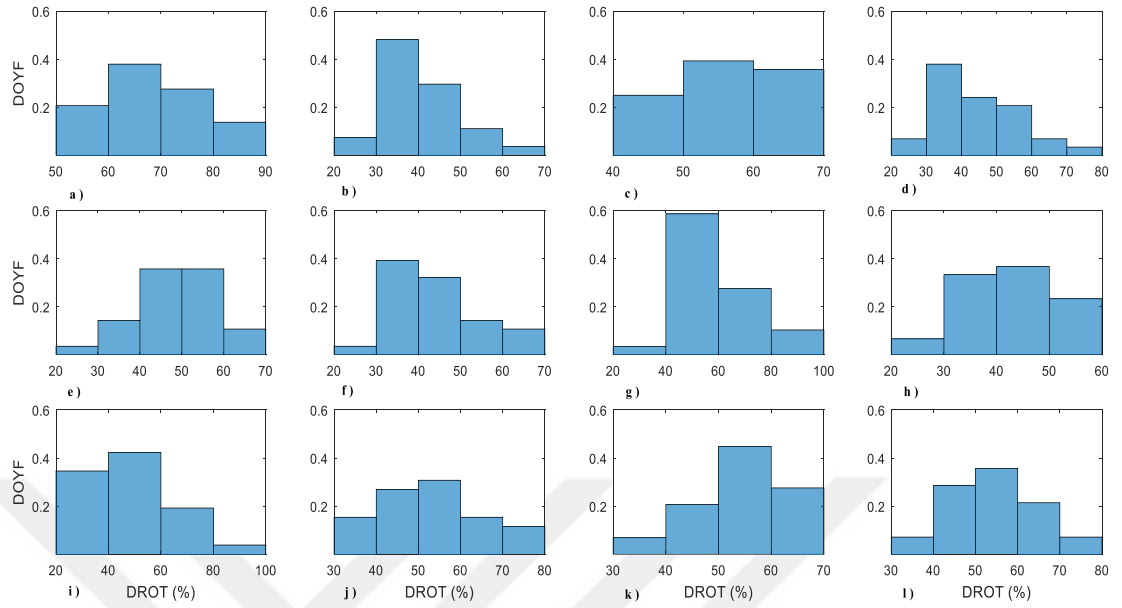 0.6 0.6 0.6 0.6
DOYF 0.4 0.4 0.4 0.4
0.2 0.2 0.2 0.2
50 60 70 80 90 20 30 40 50 60 70 40 50 60 70 20 30 40 50 60 70 80
a ) b ) c ) d )
0.6 0.6 0.6 0.6
DOYF 0.4 0.4 0.4 0.4
0.2 0.2 0.2 0.2
20 30 40 50 60 70 20 30 40 50 60 70 20 40 60 80 100 20 30 40 50 60
e ) f ) g ) h )
0.6 0.6 0.6 0.6
DOYF 0.4 0.4 0.4 0.4
0.2 0.2 0.2 0.2
20 40 60 80 100 30 40 50 60 70 80 30 40 50 60 70 30 40 50 60 70 80
i ) DROT (%) j ) DROT (%) k ) DROT (%) l ) DROT (%)